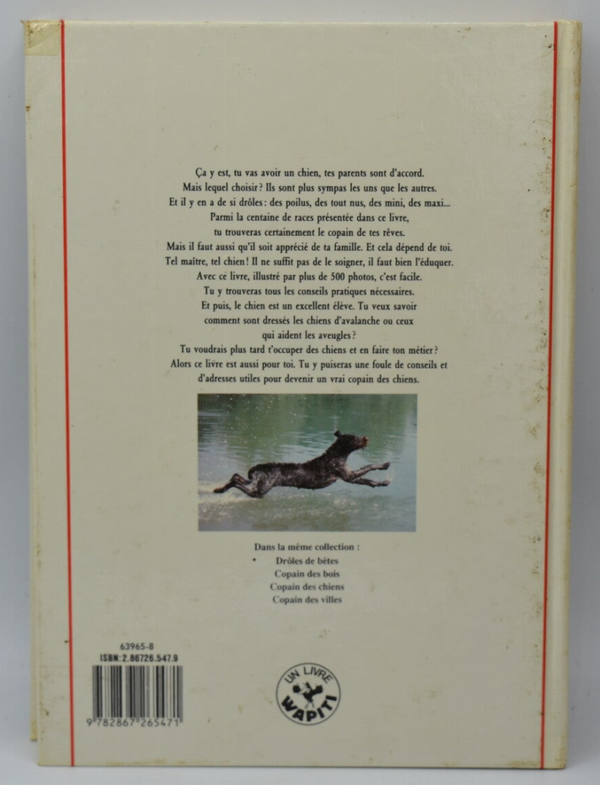 Ça y est, tu vas avoir un chien, tes parents sont d'accord.
Mais lequel choisir? Ils sont plus sympas les uns que les autres.
Et il y en a de si drôles : des poilus, des tout nus, des mini, des maxi...
Parmi la centaine de races présentée dans ce livre,
tu trouveras certainement le copain de tes rêves.
Mais il faut aussi qu'il soit apprécié de ta famille. Et cela dépend de toi.
Tel maître, tel chien! Il ne suffit pas de le soigner, il faut bien l'éduquer.
Avec ce livre, illustré par plus de 500 photos, c'est facile.
Tu y trouveras tous les conseils pratiques nécessaires.
Et puis, le chien est un excellent élève. Tu veux savoir
comment sont dressés les chiens d'avalanche ou ceux
qui aident les aveugles?
Tu voudrais plus tard t'occuper des chiens et en faire ton métier?
Alors ce livre est aussi pour toi. Tu y puiseras une foule de conseils et
d'adresses utiles pour devenir un vrai copain des chiens.
Dans la même collection :
Drôles de bêtes
Copain des bois
Copain des chiens
Copain des villes
63965-8
ISBN:2.86726.547.9
9 782867 265471
UN LIVRE
WAPITI